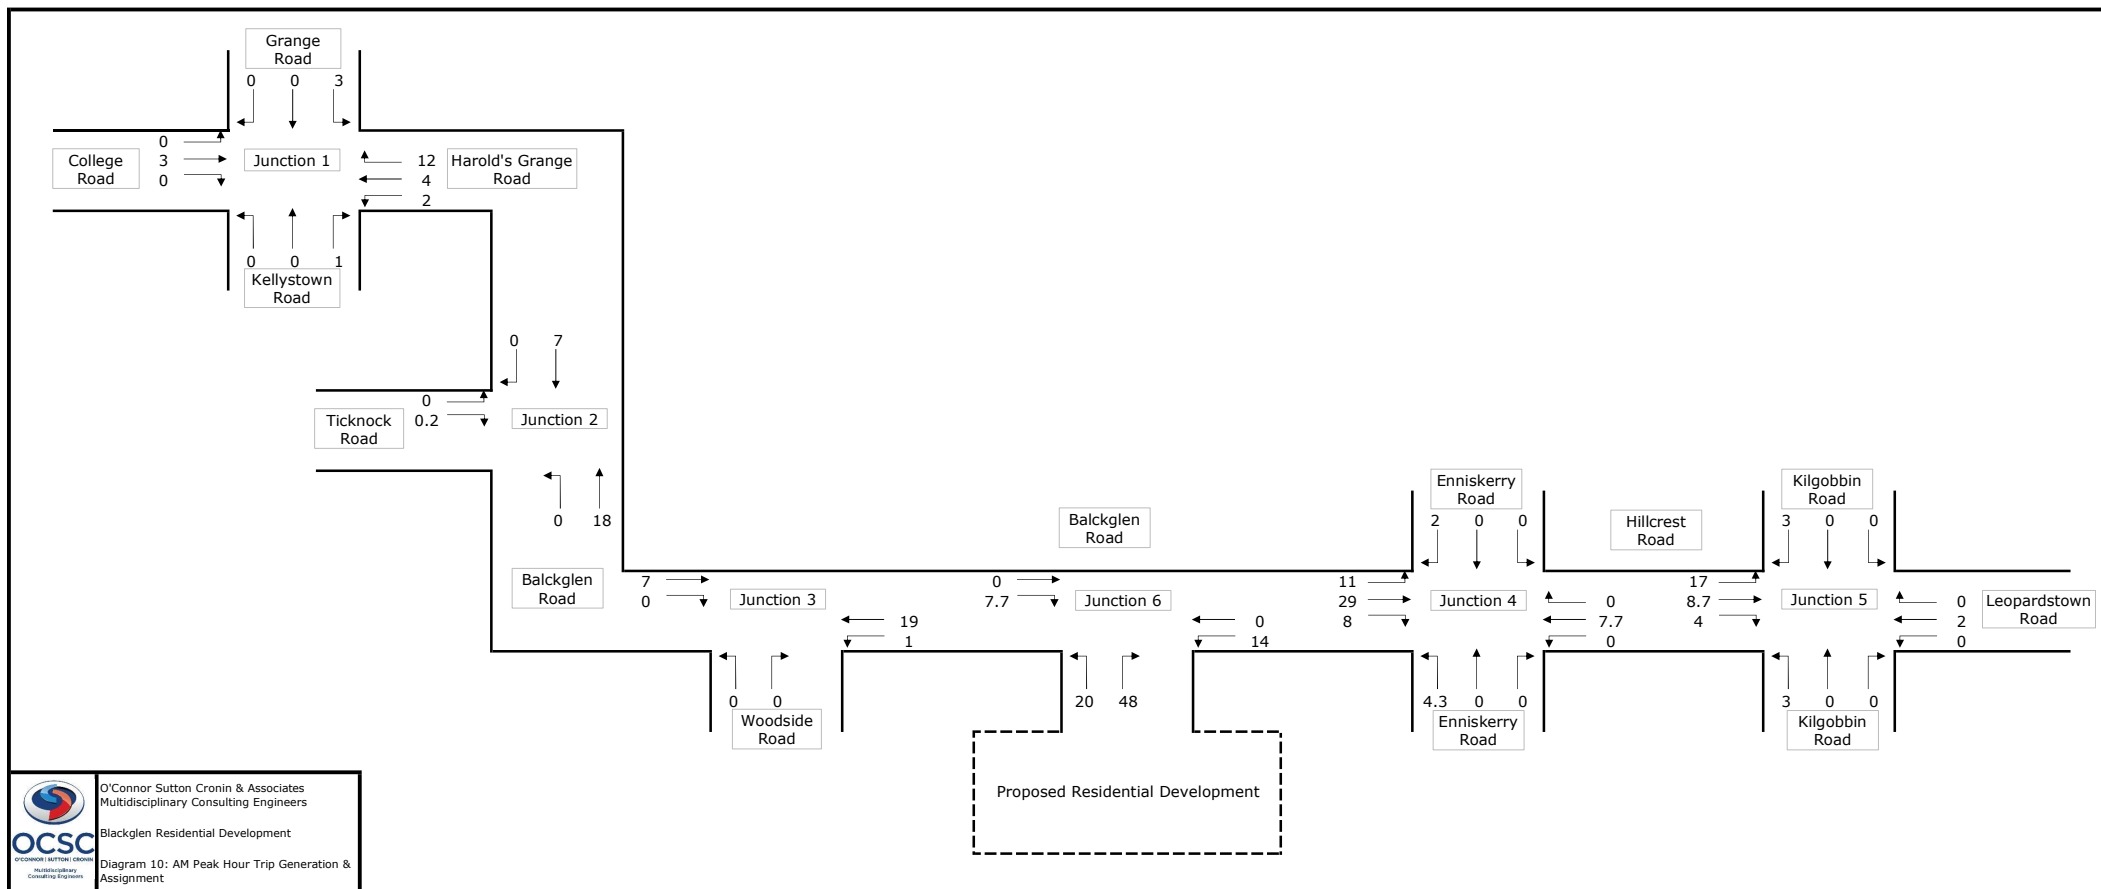 Grange
Road
0 0 3
College
Road
0
3
0
Junction 1
12
4
2
Harold's Grange
Road
0 0 1
Kellystown
Road
0 7
Ticknock
Road
0
0.2
Junction 2
0 18
Balckglen
Road
7
0
Junction 3
19
1
0 0
Woodside
Road
Balckglen
Road
0
7.7
Junction 6
0
14
20 48
Proposed Residential Development
Enniskerry
Road
2 0 0
11
29
8
Junction 4
0
7.7
0
4.3 0 0
Enniskerry
Road
Hillcrest
Road
Kilgobbin
Road
3 0 0
17
8.7
4
Junction 5
0
2
0
Leopardstown
Road
3 0 0
Kilgobbin
Road
OCSC
O'CONNOR | SUTTON | CRONIN
Multidisciplinary
Consulting Engineers
O'Connor Sutton Cronin & Associates
Multidisciplinary Consulting Engineers
Blackglen Residential Development
Diagram 10: AM Peak Hour Trip Generation &
Assignment